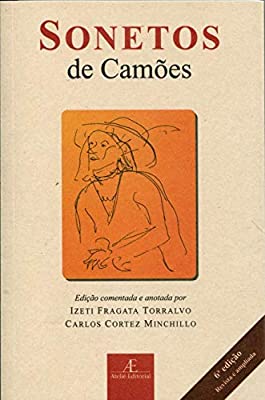 SONETOS
de Camões
Edição comentada e anotada por
IZETI FRAGATA TORRALVO
CARLOS CORTEZ MINCHILLO
Æ
Ateliê Editorial
6ª edição
Revista e ampliada